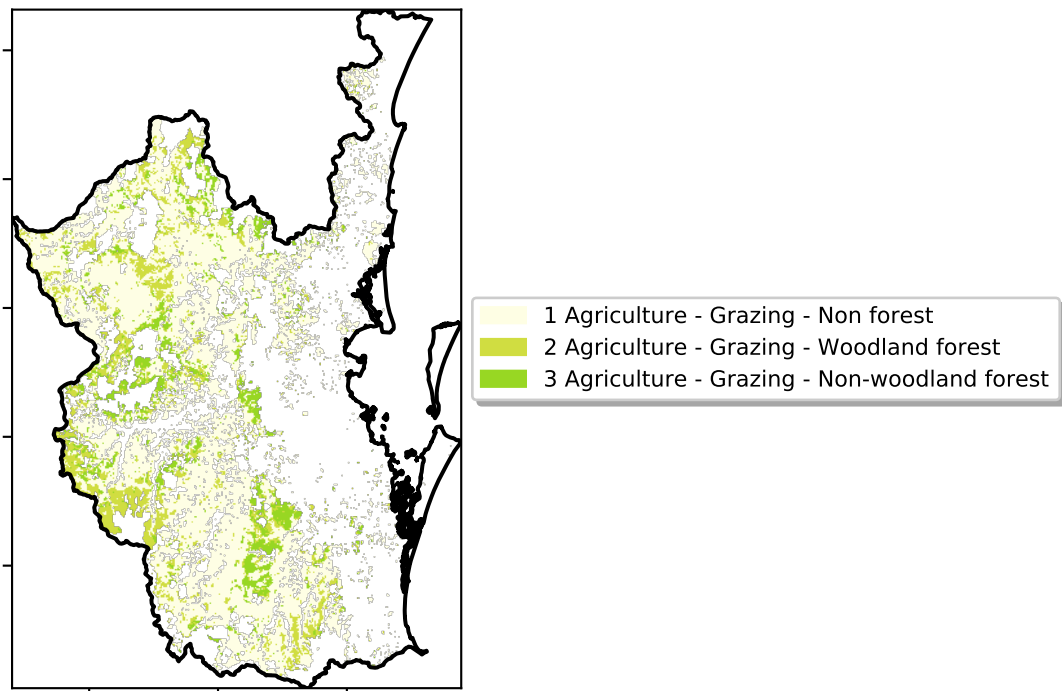 1 Agriculture - Grazing - Non forest
2 Agriculture - Grazing - Woodland forest
3 Agriculture - Grazing - Non-woodland forest